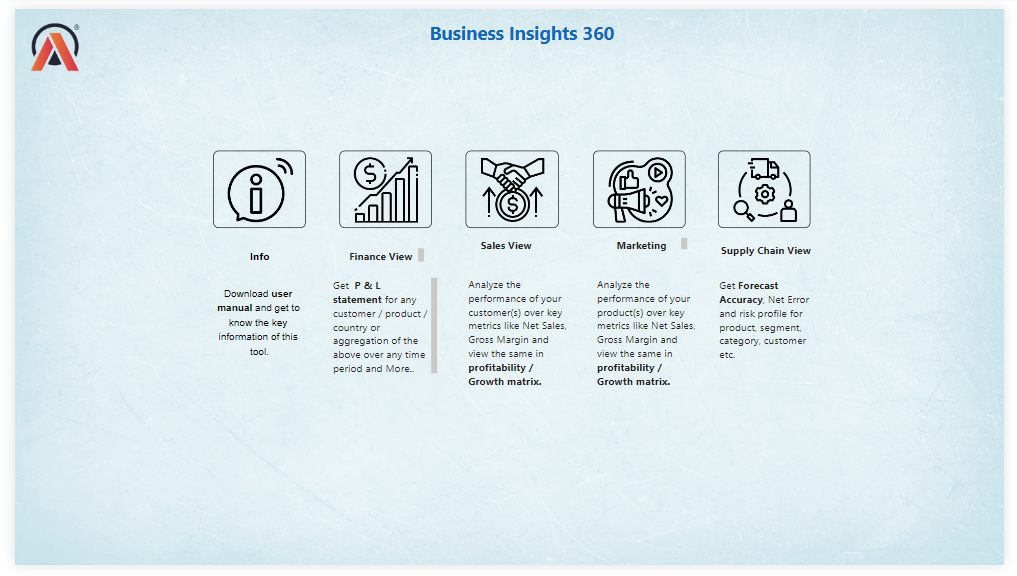 ®
Business Insights 360
Info
Download user
manual and get to
know the key
information of this
tool.
Finance View
Get P & L
statement for any
customer / product /
country or
aggregation of the
above over any time
period and More..
Sales View
Analyze the
performance of your
customer(s) over key
metrics like Net Sales,
Gross Margin and
view the same in
profitability /
Growth matrix.
Marketing
Analyze the
performance of your
product(s) over key
metrics like Net Sales,
Gross Margin and
view the same in
profitability /
Growth matrix.
Supply Chain View
Get Forecast
Accuracy, Net Error
and risk profile for
product, segment,
category, customer
etc.